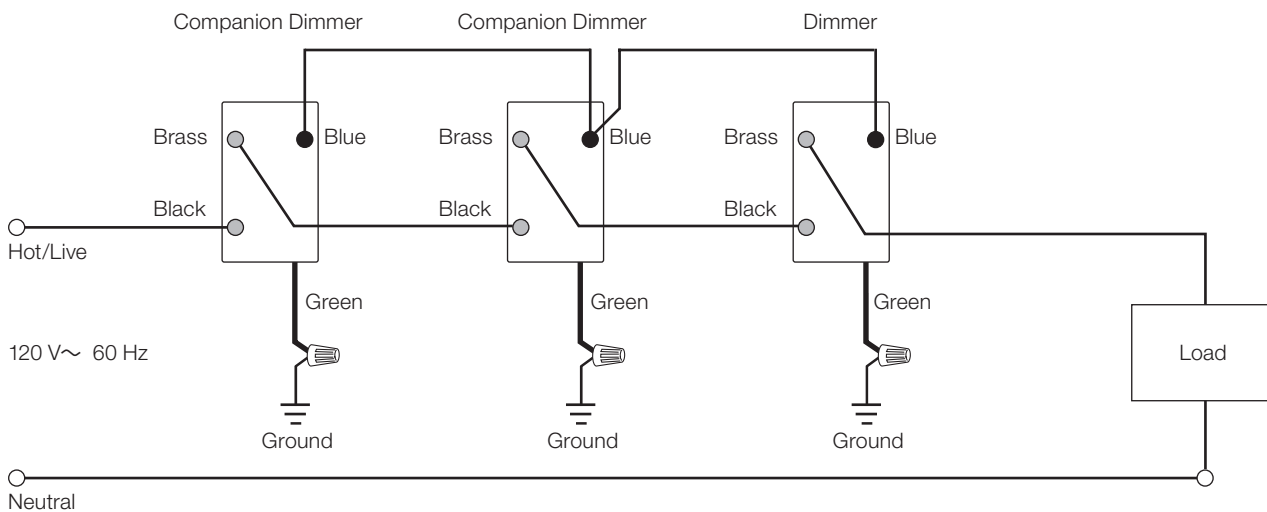 Companion Dimmer
Companion Dimmer
Dimmer
Brass
Blue
Brass
Blue
Brass
Blue
Black
Black
Black
Hot/Live
Green
Green
Green
120 V~ 60 Hz
Load
Ground
Ground
Ground
Neutral